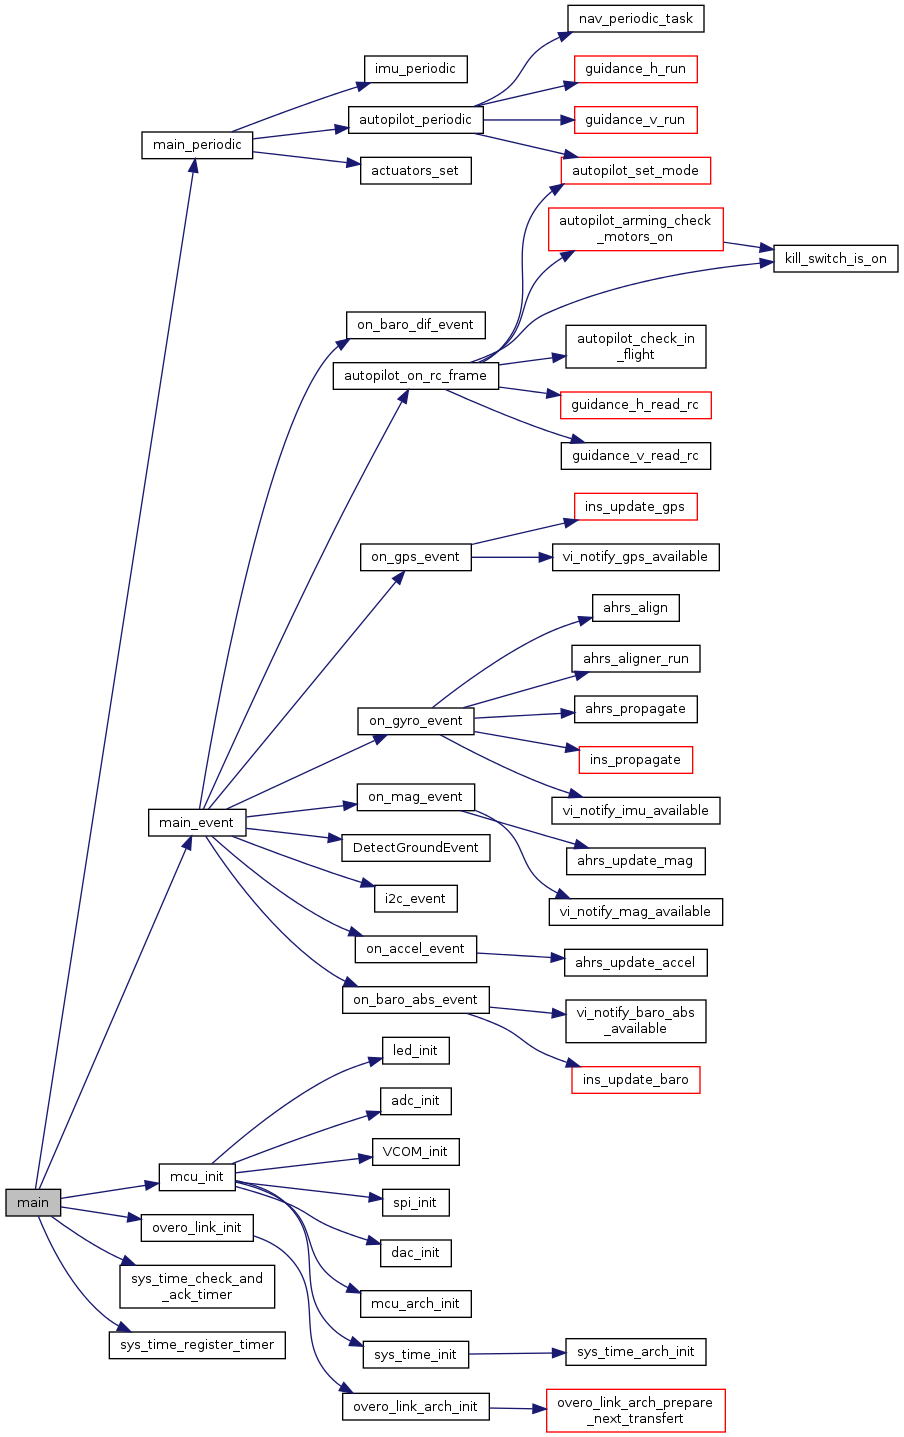 nav_periodic_task
imu_periodic
guidance_h_run
autopilot_periodic
guidance_v_run
main_periodic
actuators_set
autopilot_set_mode
autopilot_arming_check
_motors_on
kill_switch_is_on
on_baro_dif_event
autopilot_check_in
_flight
autopilot_on_rc_frame
guidance_h_read_rc
guidance_v_read_rc
ins_update_gps
on_gps_event
vi_notify_gps_available
ahrs_align
ahrs_aligner_run
ahrs_propagate
on_gyro_event
ins_propagate
on_mag_event
vi_notify_imu_available
main_event
DetectGroundEvent
ahrs_update_mag
i2c_event
vi_notify_mag_available
on_accel_event
ahrs_update_accel
on_baro_abs_event
vi_notify_baro_abs
_available
led_init
ins_update_baro
adc_init
VCOM_init
mcu_init
spi_init
main
overo_link_init
dac_init
sys_time_check_and
_ack_timer
mcu_arch_init
sys_time_register_timer
sys_time_init
sys_time_arch_init
overo_link_arch_init
overo_link_arch_prepare
_next_transfert